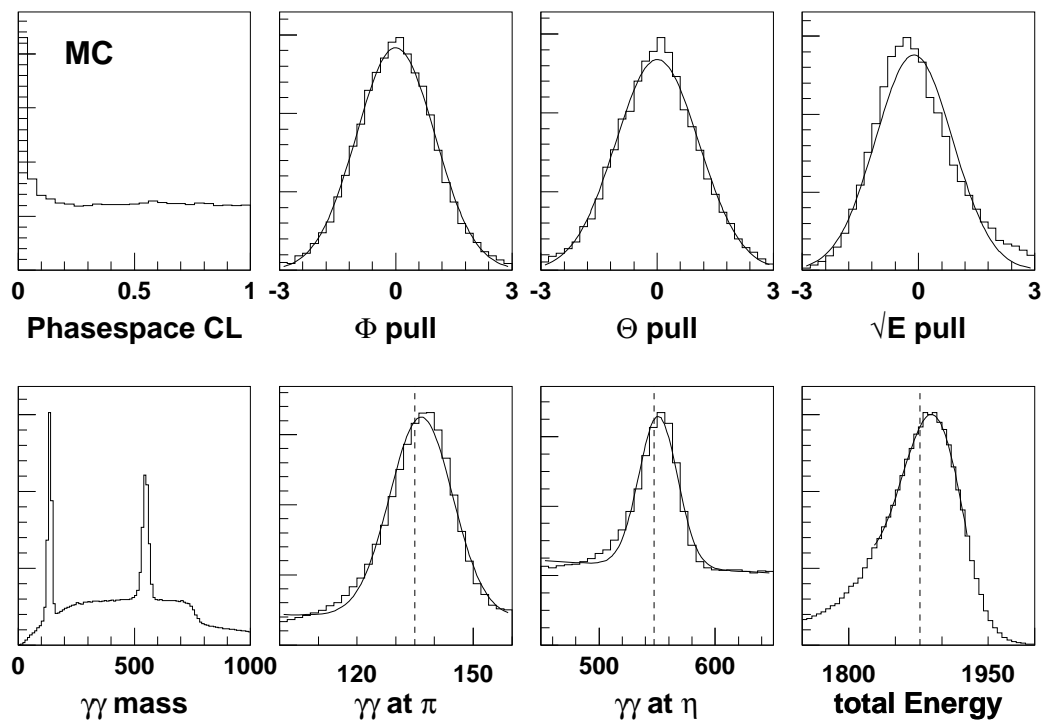 MC
0 0.5 1
-3 0 3
-3 0 3
-3 0 3
Phasespace CL
Φ pull
Θ pull
√E pull
0 500 1000
120 150
500 600
1800 1950
γγ mass
γγ at π
γγ at η
total Energy